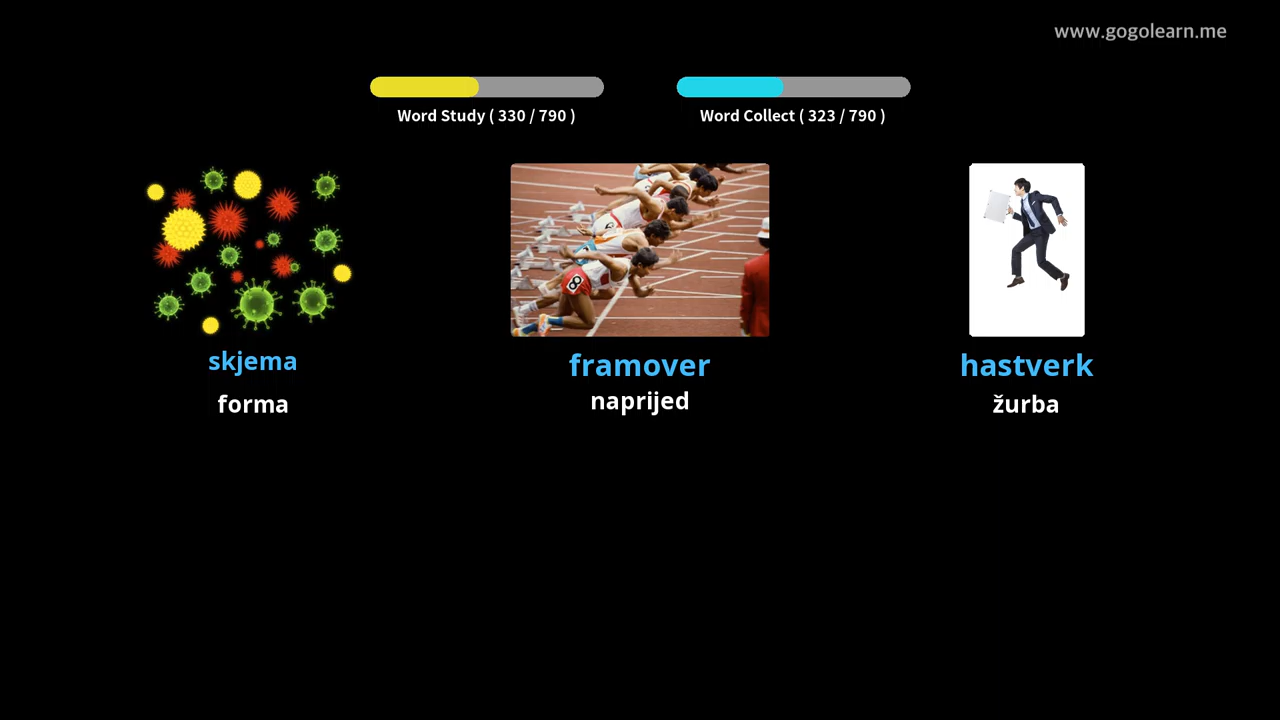 www.gogolearn.me
Word Study ( 330 / 790 )
Word Collect ( 323 / 790 )
skjema
forma
framover
naprijed
hastverk
žurba